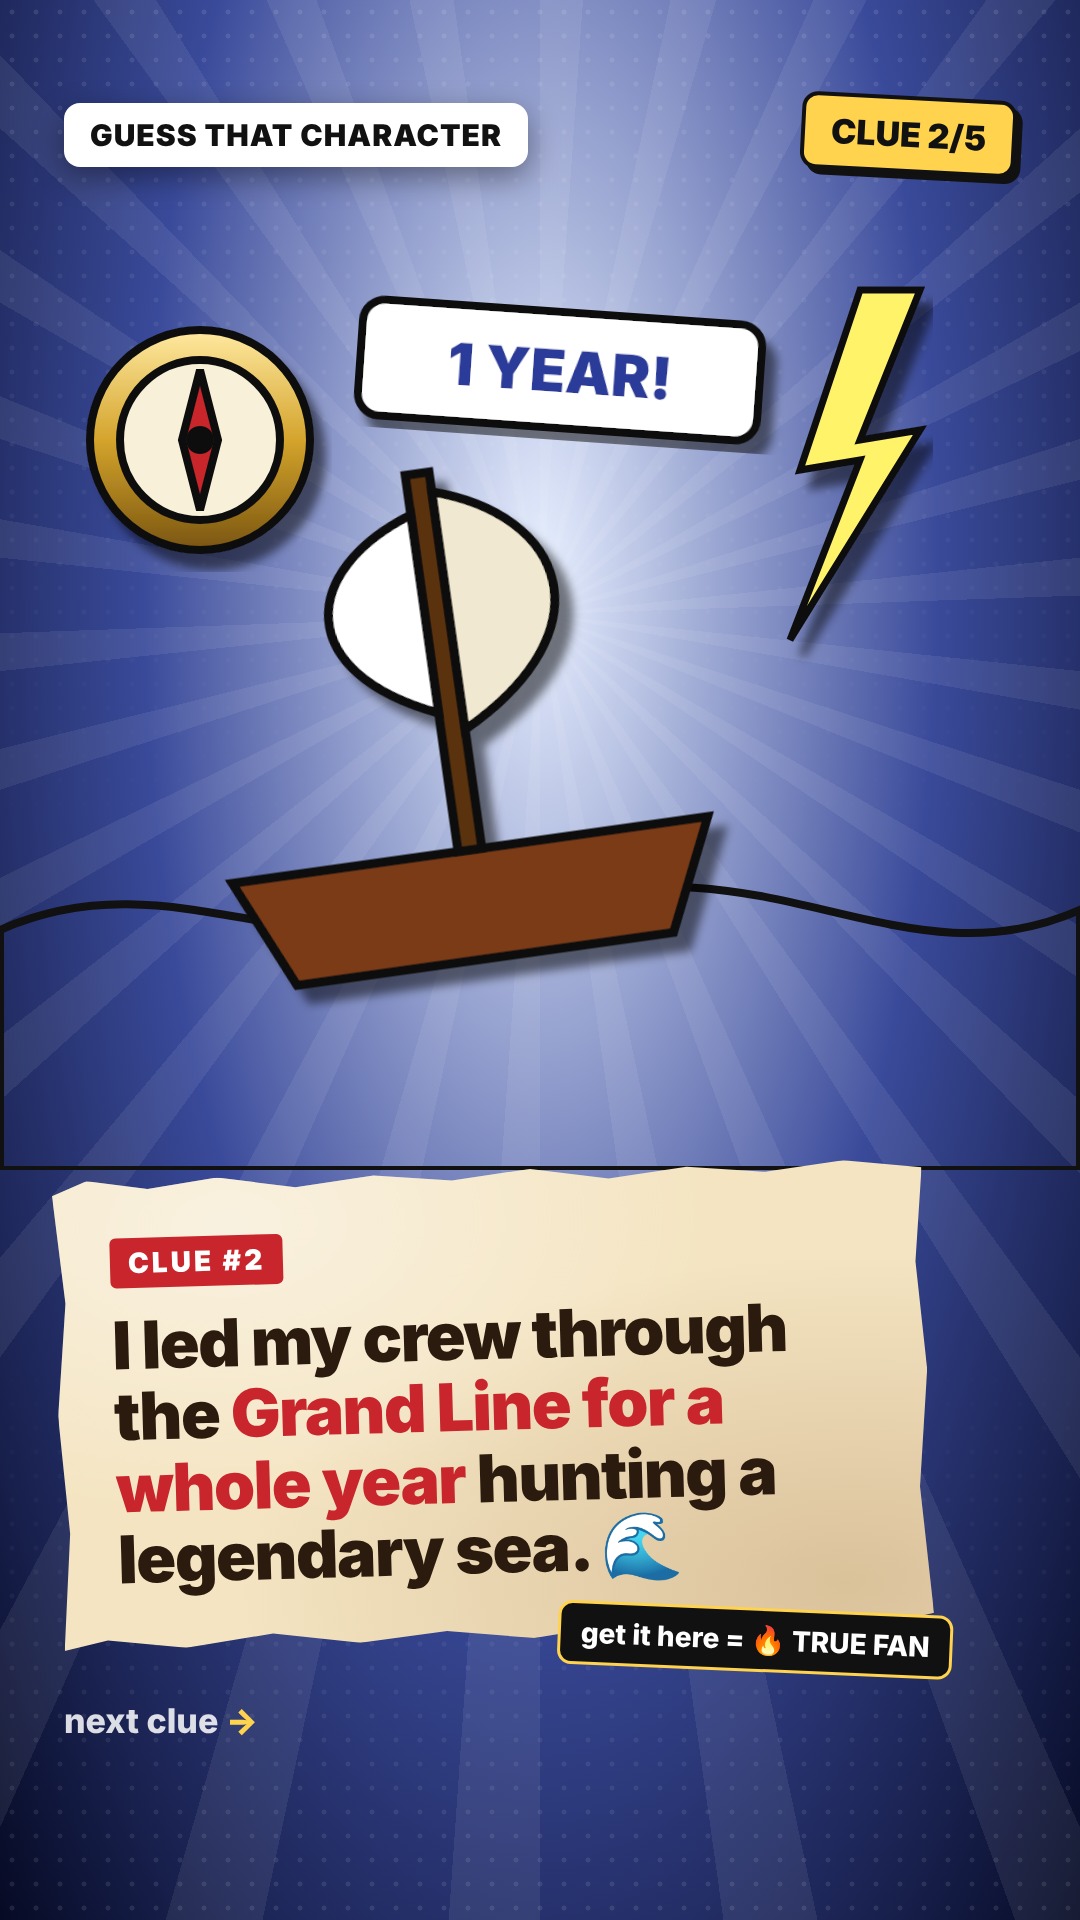 GUESS THAT CHARACTER
CLUE 2/5
1 YEAR!
CLUE #2
I led my crew through
the Grand Line for a
whole year hunting a
legendary sea. 🌊
get it here = 🔥 TRUE FAN
next clue →